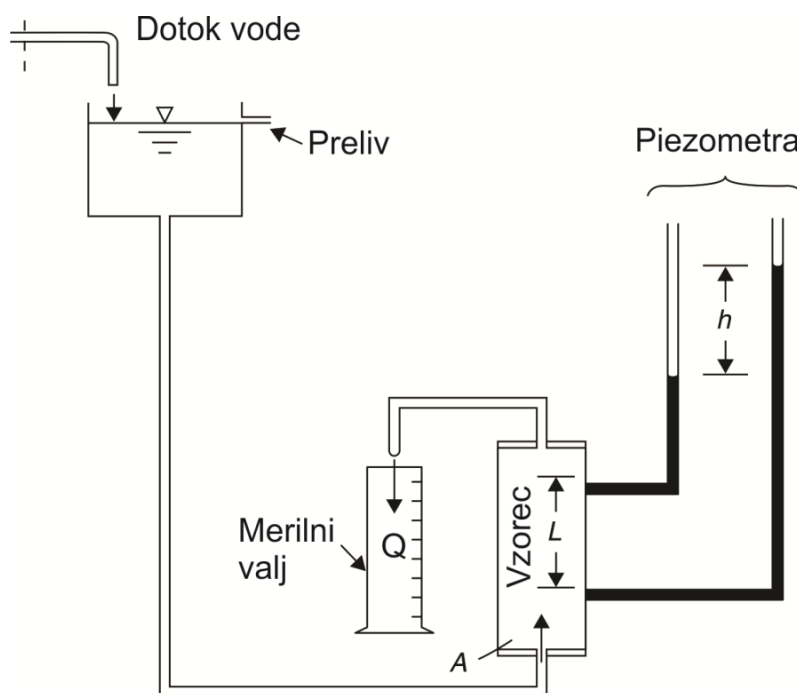 Dotok vode
Preliv
Piezometra
h
Merilni
valj
Q
Vzorec
L
A